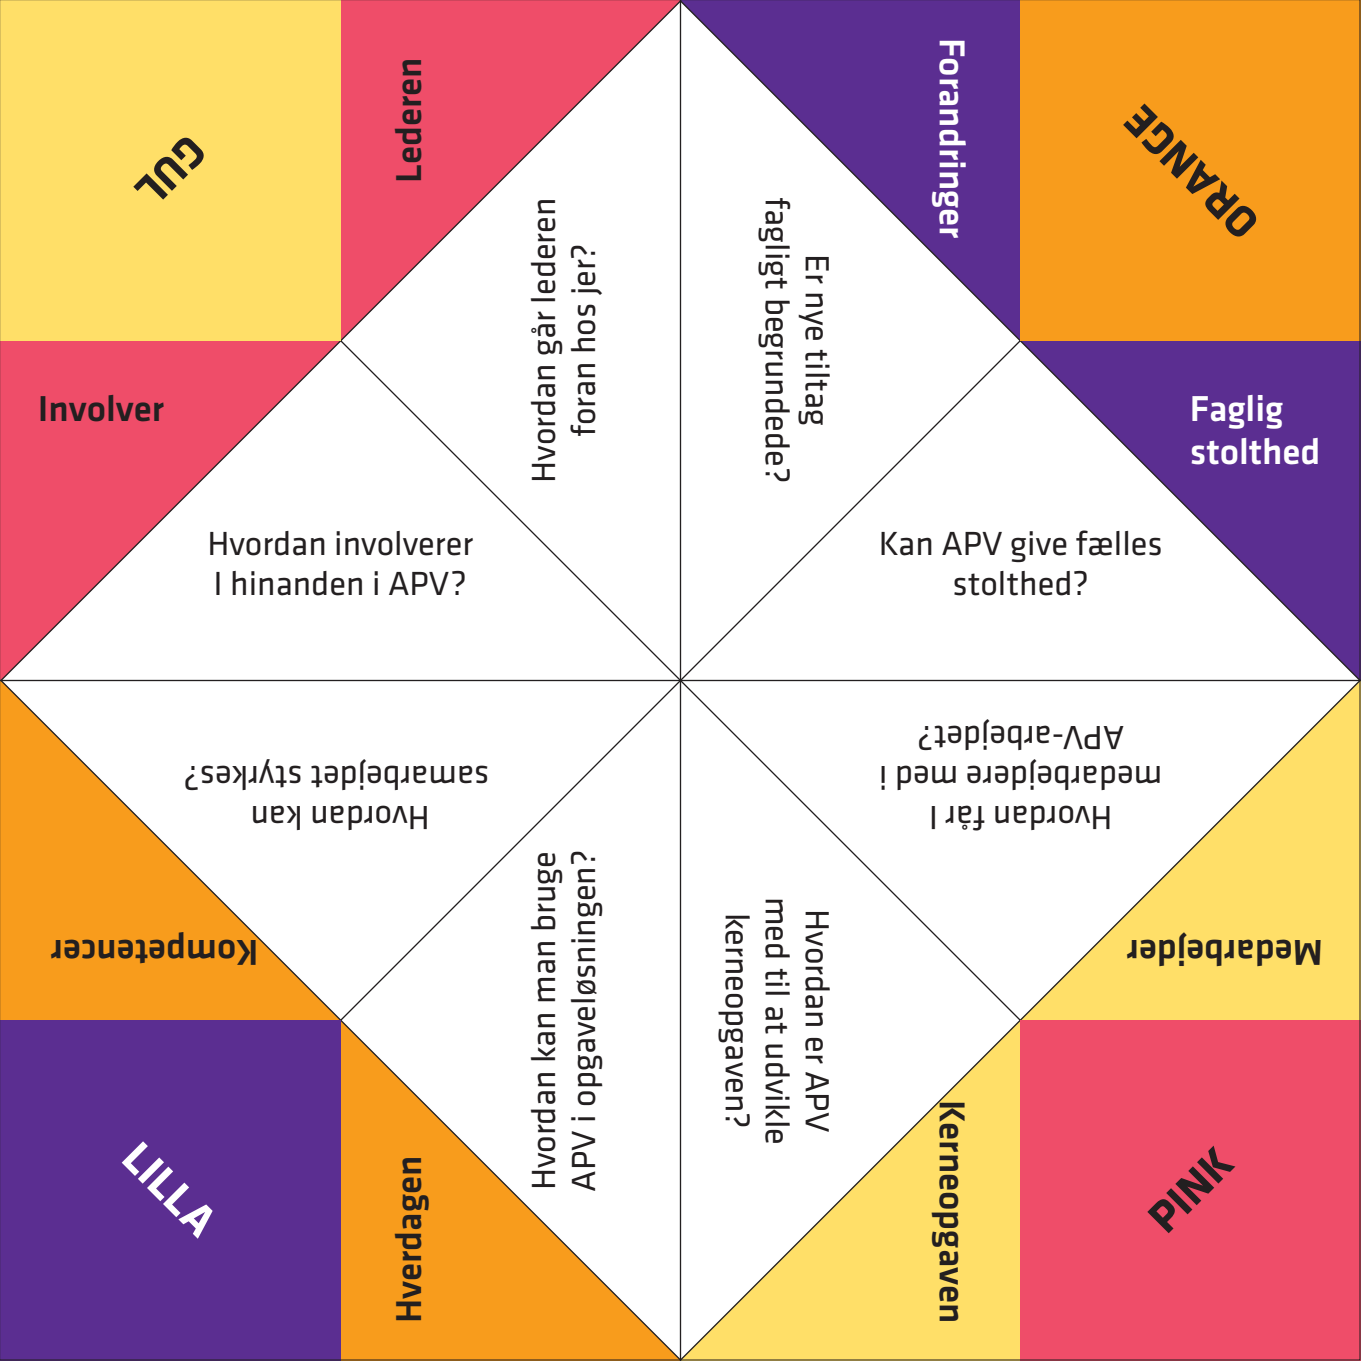 GUL
Lederen
Forandringer
ORANGE
Involver
Hvordan går lederen
foran hos jer?
Er nye tiltag
fagligt begrundede?
Faglig
stolthed
Hvordan involverer
I hinanden i APV?
Kan APV give fælles
stolthed?
Hvordan kan
samarbejdet styrkes?
Hvordan får I
medarbejdere med i
APV-arbejdet?
Kompetencer
Hvordan kan man bruge
APV i opgaveløsningen?
Hvordan er APV
med til at udvikle
kerneopgaven?
Medarbejder
LILLA
Hverdagen
Kerneopgaven
PINK